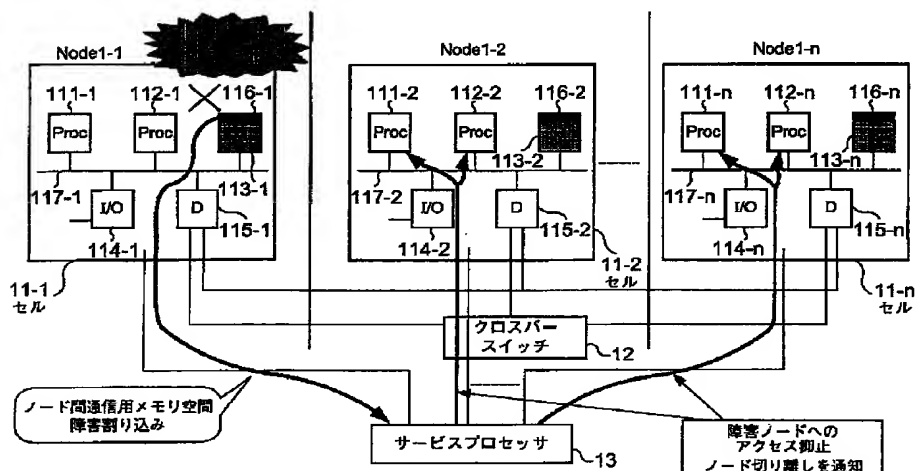 Node1-1
Node1-2
Node1-n
111-1
112-1
116-1
111-2
112-2
116-2
111-n
112-n
116-n
Proc
Proc
Proc
Proc
Proc
Proc
113-2
113-n
117-1
113-1
117-2
117-n
I/O
D
115-1
I/O
D
115-2
I/O
D
115-n
114-1
114-2
114-n
11-1
セル
11-2
セル
11-n
セル
クロスバー
スイッチ
12
ノード間通信用メモリ空間
障害割り込み
サービスプロセッサ
13
障害ノードへの
アクセス抑止
ノード切り離しを通知